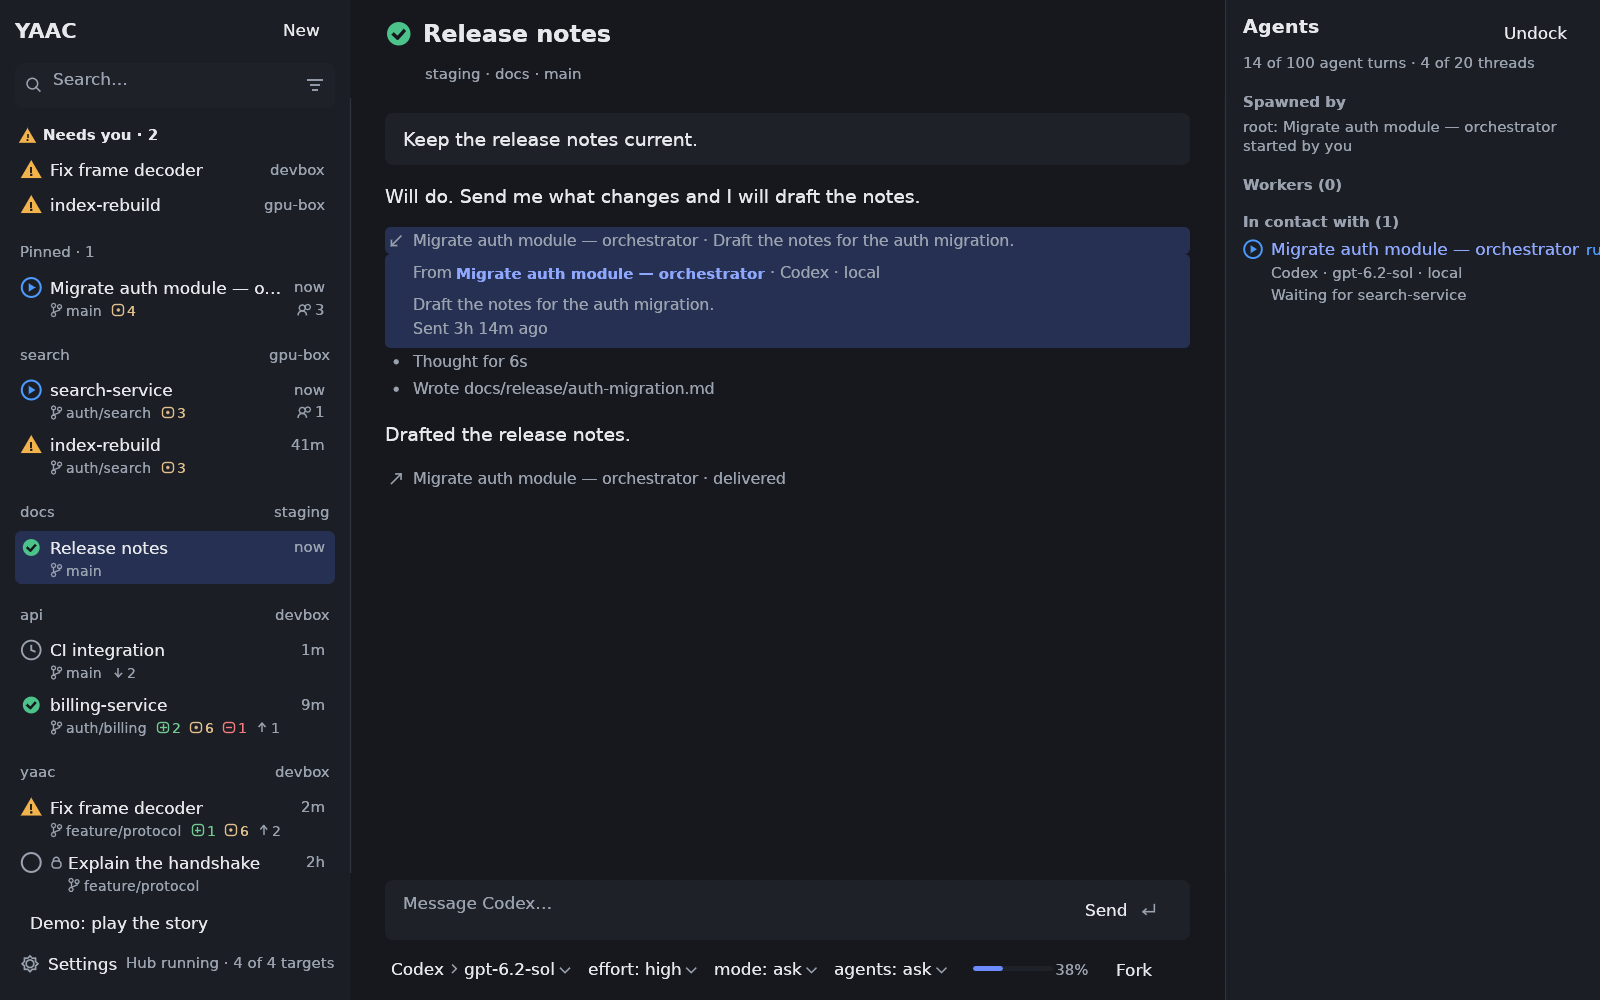 YAAC
New
Search...
Needs you · 2
Fix frame decoder devbox
index-rebuild gpu-box
Pinned · 1
Migrate auth module — o... now
main 4 3
search gpu-box
search-service now
auth/search 3 1
index-rebuild 41m
auth/search 3
docs staging
Release notes now
main
api devbox
CI integration 1m
main 2
billing-service 9m
auth/billing 2 6 1 1
yaac devbox
Fix frame decoder 2m
feature/protocol 1 6 2
Explain the handshake 2h
feature/protocol
Demo: play the story
Settings Hub running · 4 of 4 targets
Release notes
staging · docs · main
Keep the release notes current.
Will do. Send me what changes and I will draft the notes.
Migrate auth module — orchestrator · Draft the notes for the auth migration.
From Migrate auth module — orchestrator · Codex · local
Draft the notes for the auth migration.
Sent 3h 14m ago
Thought for 6s
Wrote docs/release/auth-migration.md
Drafted the release notes.
Migrate auth module — orchestrator · delivered
Message Codex...
Send
Codex gpt-6.2-sol effort: high mode: ask agents: ask 38% Fork
Agents
Undock
14 of 100 agent turns · 4 of 20 threads
Spawned by
root: Migrate auth module — orchestrator
started by you
Workers (0)
In contact with (1)
Migrate auth module — orchestrator ru
Codex · gpt-6.2-sol · local
Waiting for search-service